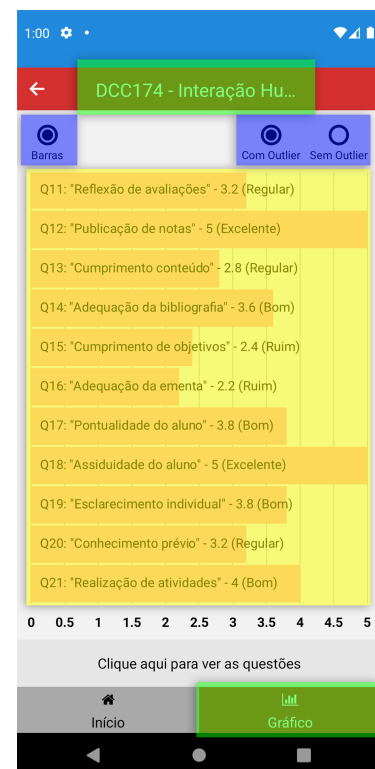 1:00
DCC174 - Interação Hu...
Barras
Com Outlier Sem Outlier
Q11: "Reflexão de avaliações" - 3.2 (Regular)
Q12: "Publicação de notas" - 5 (Excelente)
Q13: "Cumprimento conteúdo" - 2.8 (Regular)
Q14: "Adequação da bibliografia" - 3.6 (Bom)
Q15: "Cumprimento de objetivos" - 2.4 (Ruim)
Q16: "Adequação da ementa" - 2.2 (Ruim)
Q17: "Pontualidade do aluno" - 3.8 (Bom)
Q18: "Assiduidade do aluno" - 5 (Excelente)
Q19: "Esclarecimento individual" - 3.8 (Bom)
Q20: "Conhecimento prévio" - 3.2 (Regular)
Q21: "Realização de atividades" - 4 (Bom)
0 0.5 1 1.5 2 2.5 3 3.5 4 4.5 5
Clique aqui para ver as questões
Início
Gráfico